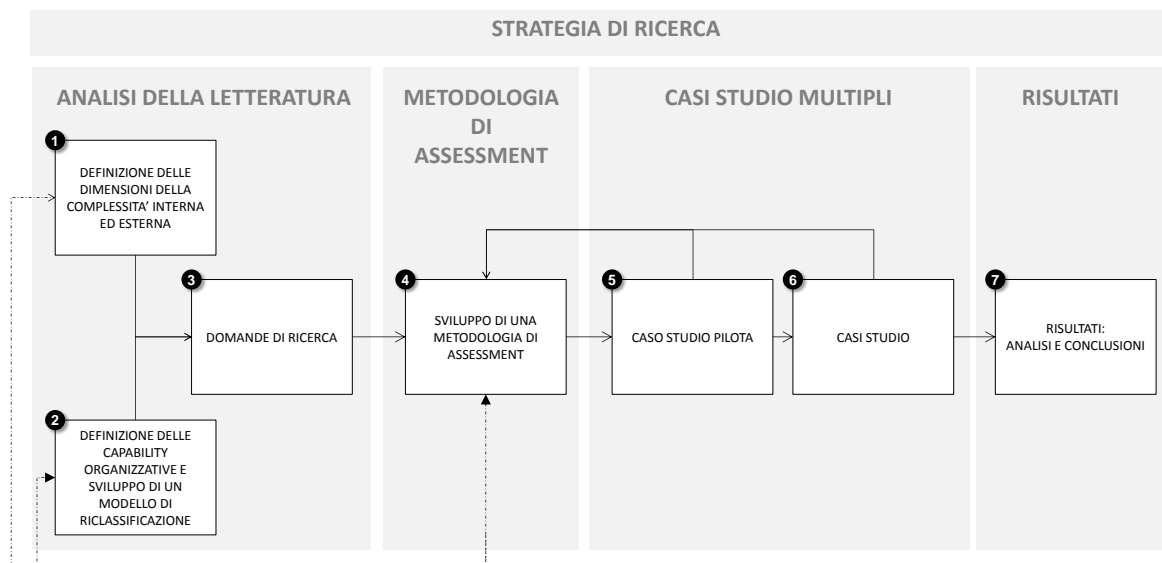 STRATEGIA DI RICERCA
ANALISI DELLA LETTERATURA
METODOLOGIA
DI
ASSESSMENT
CASI STUDIO MULTIPLI
RISULTATI
1
DEFINIZIONE DELLE
DIMENSIONI DELLA
COMPLESSITA’ INTERNA
ED ESTERNA
2
DEFINIZIONE DELLE
CAPABILITY
ORGANIZZATIVE E
SVILUPPO DI UN
MODELLO DI
RICLASSIFICAZIONE
3
DOMANDE DI RICERCA
4
SVILUPPO DI UNA
METODOLOGIA DI
ASSESSMENT
5
CASO STUDIO PILOTA
6
CASI STUDIO
7
RISULTATI:
ANALISI E CONCLUSIONI